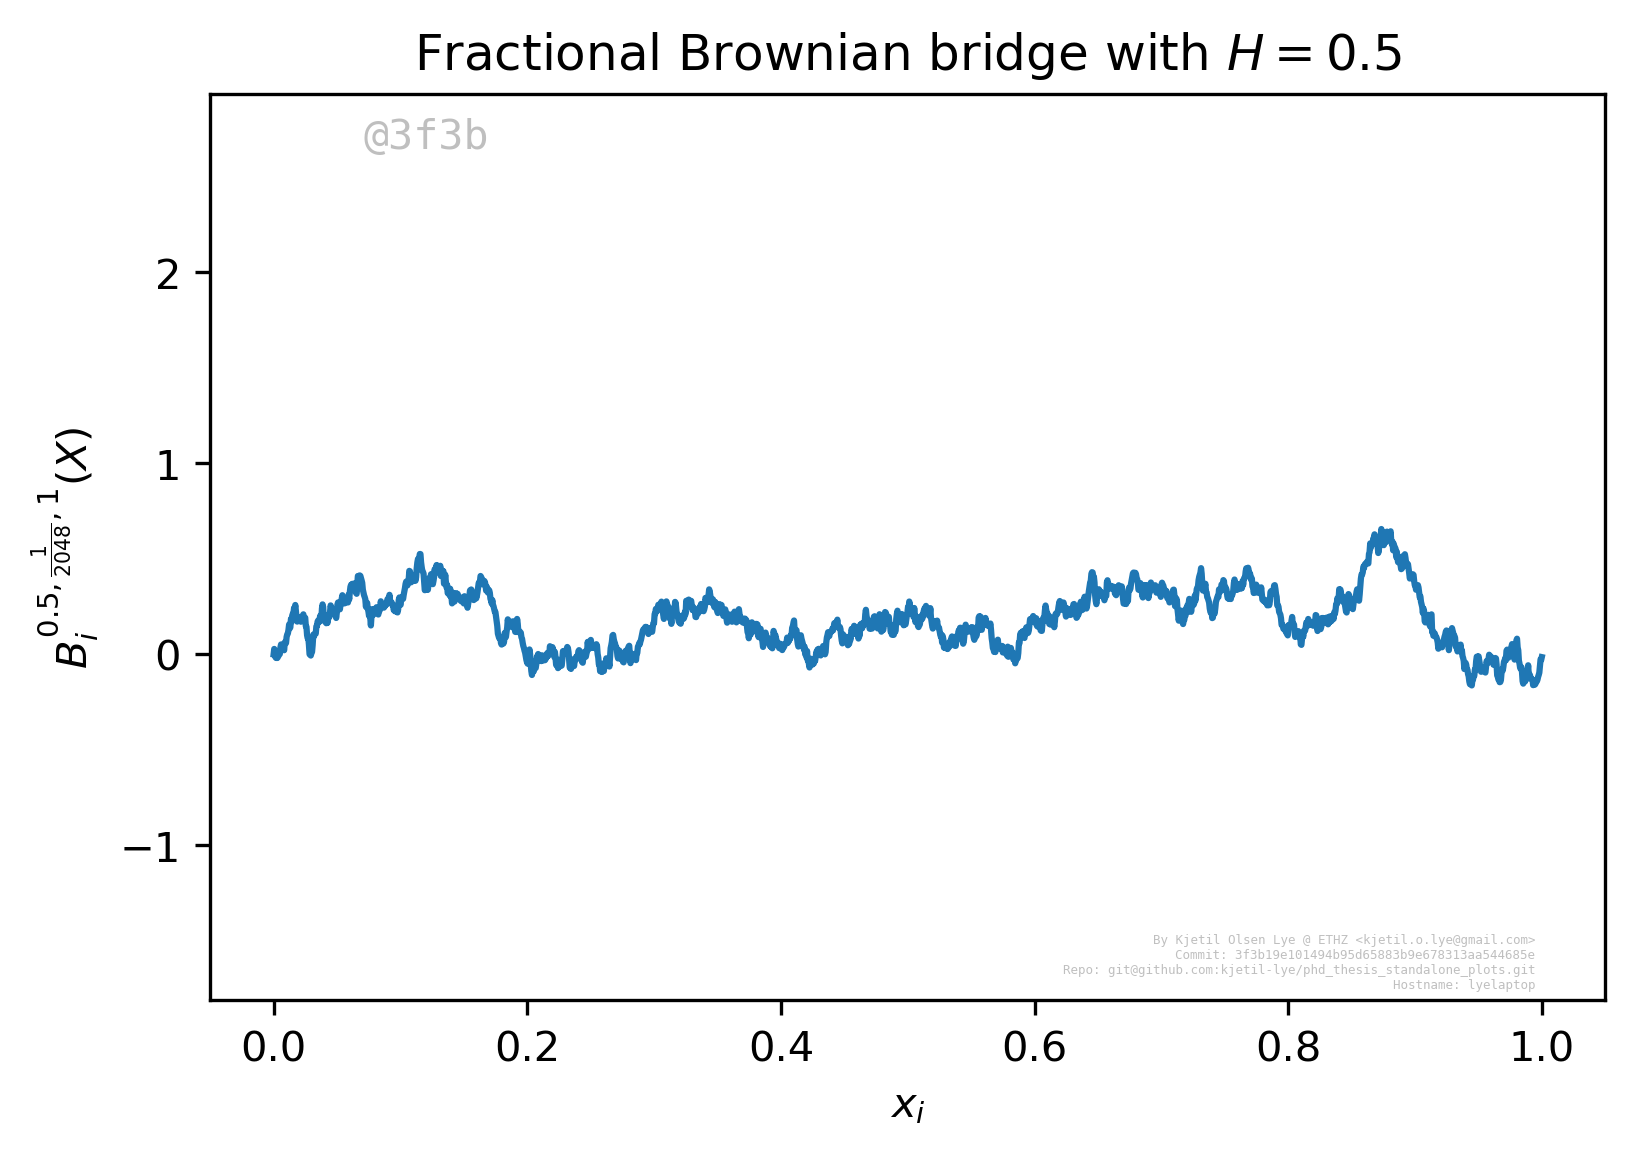 Fractional Brownian bridge with H = 0.5
@3f3b
2
1
0
−1
B_i^{0.5, \frac{1}{2048}, 1}(X)
0.0 0.2 0.4 0.6 0.8 1.0
x_i
By Kjetil Olsen Lye @ ETHZ <kjetil.o.lye@gmail.com>
Commit: 3f3b19e101494b95d65883b9e678313aa544685e
Repo: git@github.com:kjetil-lye/phd_thesis_standalone_plots.git
Hostname: lyelaptop